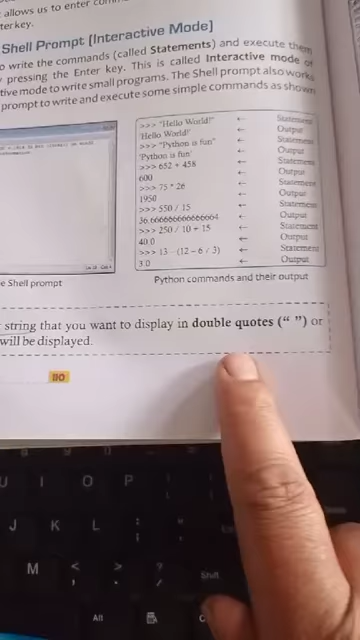 allows us to enter com
ter key.
Shell Prompt [Interactive Mode]
o write the commands (called Statements) and execute them
pressing the Enter key. This is called Interactive mode of
tive mode to write small programs. The Shell prompt also works
prompt to write and execute some simple commands as shown
>>> "Hello World!" ← Statement
'Hello World!' ← Output
>>> "Python is fun" ← Statement
'Python is fun' ← Output
>>> 652 + 458 ← Statement
600 ← Output
>>> 75 * 26 ← Statement
1950 ← Output
>>> 550 / 15 ← Statement
36.666666666666664 ← Output
>>> 250 / 10 + 15 ← Statement
40.0 ← Output
>>> 13 - (12 - 6 / 3) ← Statement
3.0 ← Output
e Shell prompt
Python commands and their output
string that you want to display in double quotes (“ ”) or
will be displayed.
110
U I O P
J K L ; :
M < , > . ? /
Shift
Alt